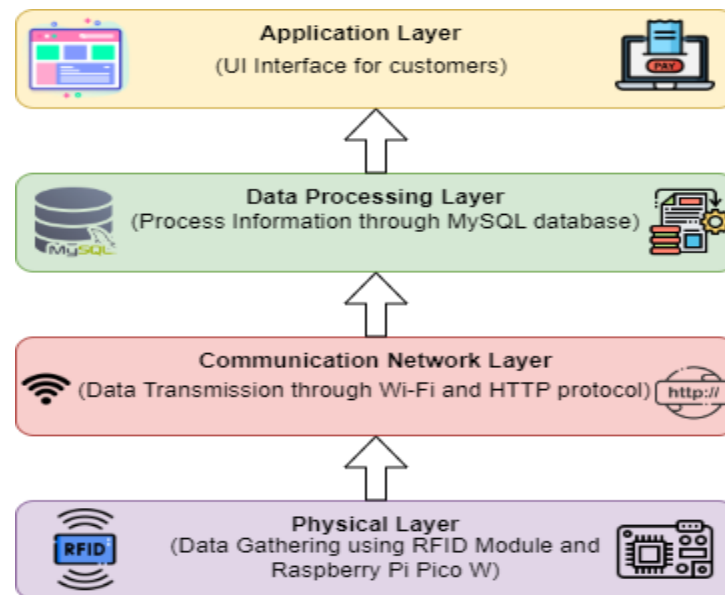 Application Layer
(UI Interface for customers)
PAY
Data Processing Layer
(Process Information through MySQL database)
MySQL
Communication Network Layer
(Data Transmission through Wi-Fi and HTTP protocol)
http://
Physical Layer
(Data Gathering using RFID Module and
Raspberry Pi Pico W)
RFID